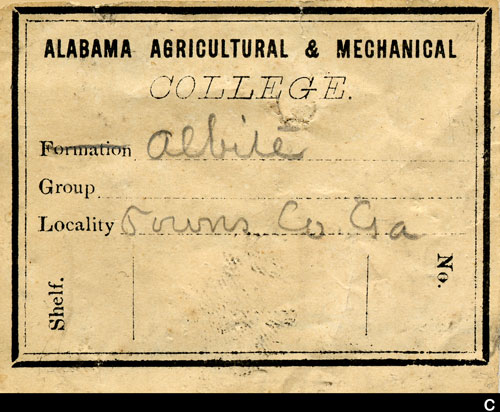 ALABAMA AGRICULTURAL & MECHANICAL
COLLEGE.
Formation Albite
Group
Locality Towns Co Ga
Shelf.
No.
C